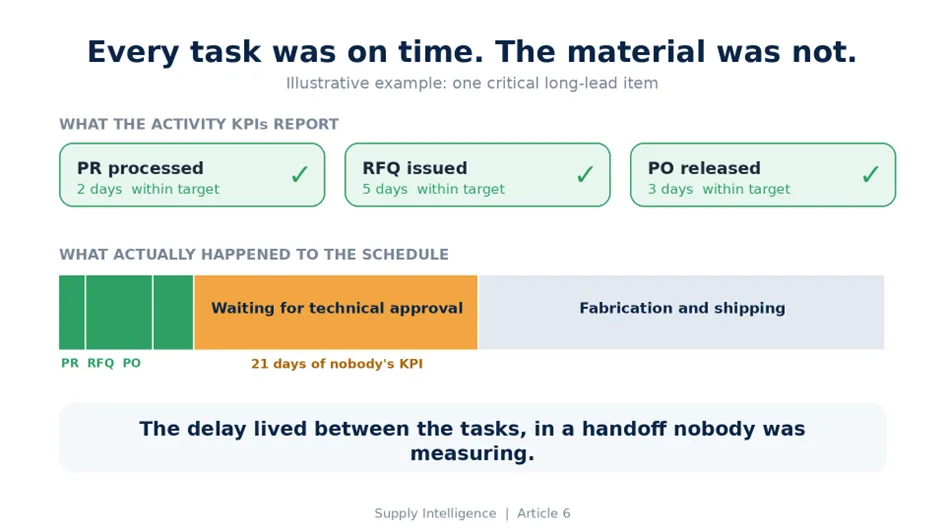 Every task was on time. The material was not.
Illustrative example: one critical long-lead item
WHAT THE ACTIVITY KPIs REPORT
PR processed
2 days within target
✓
RFQ issued
5 days within target
✓
PO released
3 days within target
✓
WHAT ACTUALLY HAPPENED TO THE SCHEDULE
Waiting for technical approval
Fabrication and shipping
PR RFQ PO
21 days of nobody's KPI
The delay lived between the tasks, in a handoff nobody was
measuring.
Supply Intelligence | Article 6